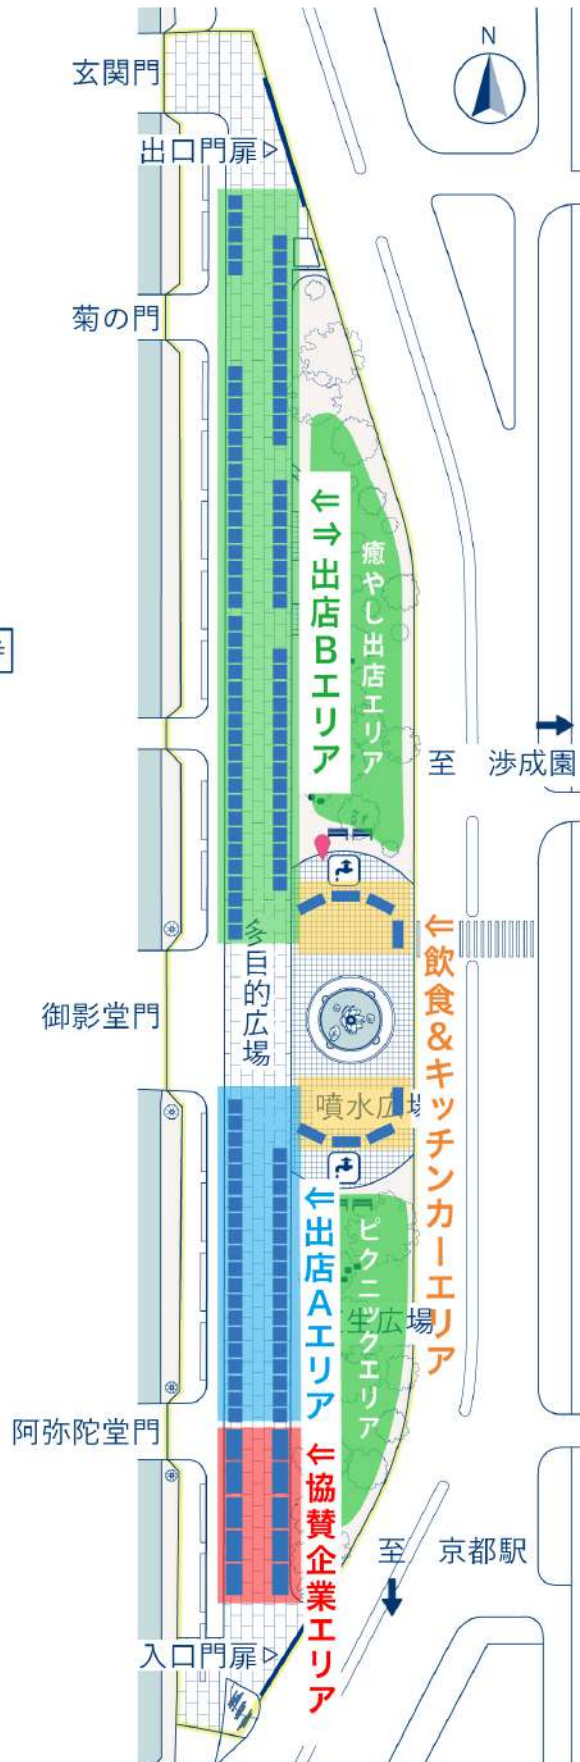 N
玄関門
出口門扉
菊の門
⇐⇒出店Bエリア
癒やし出店エリア
至 渉成園
⇐飲食&キッチンカーエリア
目的広場
御影堂門
噴水広場
⇐出店Aエリア
ピクニックエリア
生広場
阿弥陀堂門
⇐協賛企業エリア
至 京都駅
入口門扉